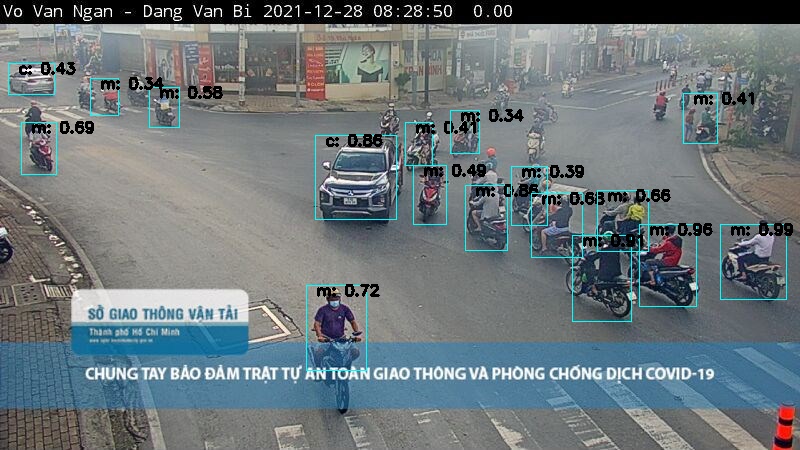 Vo Van Ngan - Dang Van Bi 2021-12-28 08:28:50  0.00
c: 0.43
m: 0.34
m: 0.58
m: 0.69
c: 0.86
m: 0.41
m: 0.34
m: 0.41
m: 0.49
m: 0.86
m: 0.39
m: 0.66
m: 0.91
m: 0.96
m: 0.99
m: 0.72
SỞ GIAO THÔNG VẬN TẢI
Thành phố Hồ Chí Minh
CHUNG TAY BẢO ĐẢM TRẬT TỰ AN TOÀN GIAO THÔNG VÀ PHÒNG CHỐNG DỊCH COVID-19